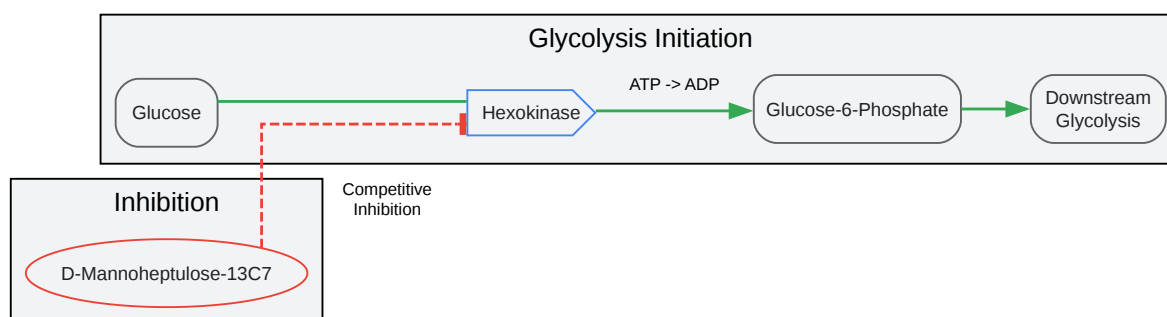 Glycolysis Initiation
Glucose
Hexokinase
ATP -> ADP
Glucose-6-Phosphate
Downstream
Glycolysis
Inhibition
Competitive
Inhibition
D-Mannoheptulose-13C7